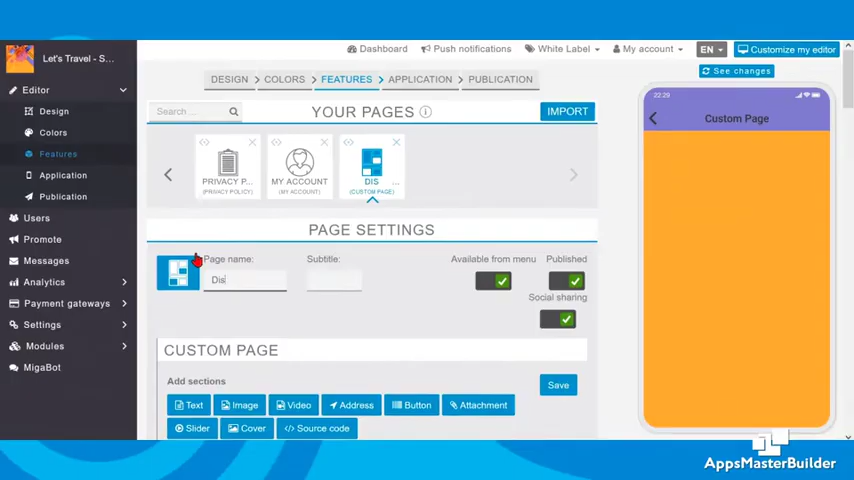 Let's Travel - S...
Dashboard
Push notifications
White Label
My account
EN
Customize my editor
Editor
Design
Colors
Features
Application
Publication
Users
Promote
Messages
Analytics
Payment gateways
Settings
Modules
MigaBot
DESIGN > COLORS > FEATURES > APPLICATION > PUBLICATION
See changes
Search ...
YOUR PAGES
IMPORT
PRIVACY P...
(PRIVACY POLICY)
MY ACCOUNT
(MY ACCOUNT)
DIS ...
(CUSTOM PAGE)
PAGE SETTINGS
Page name:
Subtitle:
Available from menu
Published
Dis
Social sharing
CUSTOM PAGE
Add sections
Save
Text
Image
Video
Address
Button
Attachment
Slider
Cover
Source code
22:29
Custom Page
AppsMasterBuilder